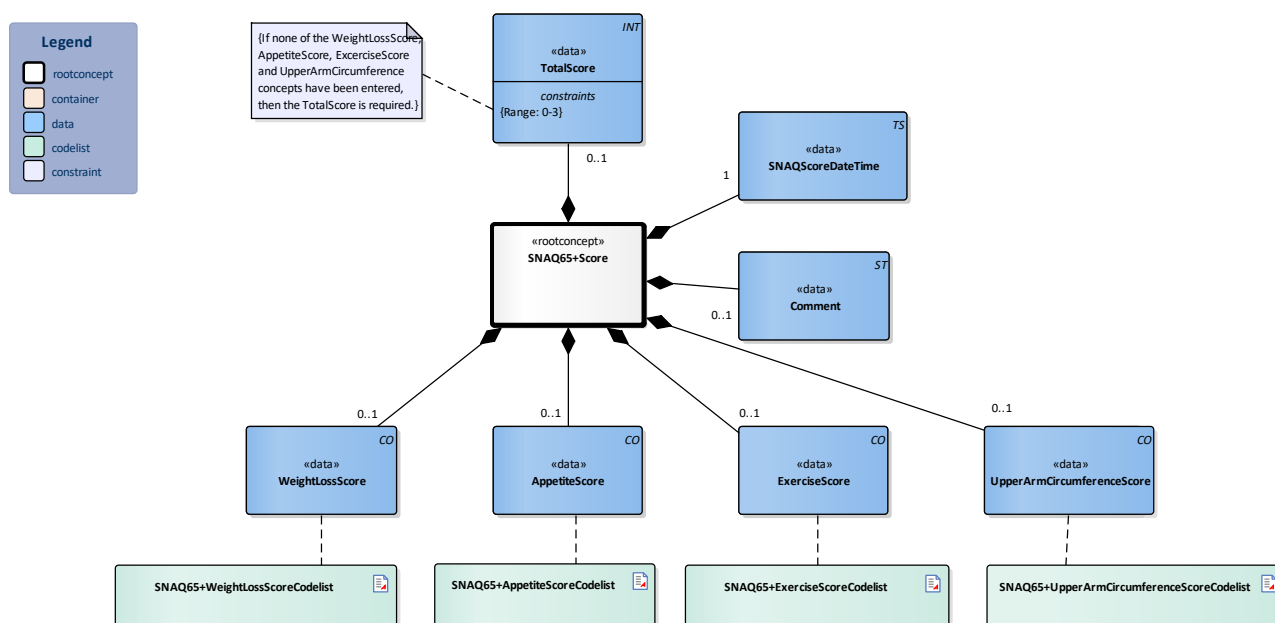 Legend
rootconcept
container
data
codelist
constraint
{If none of the WeightLossScore,
AppetiteScore, ExcerciseScore
and UpperArmCircumference
concepts have been entered,
then the TotalScore is required.}
INT
«data»
TotalScore
constraints
{Range: 0-3}
0..1
TS
«data»
SNAQScoreDateTime
1
«rootconcept»
SNAQ65+Score
ST
«data»
Comment
0..1
0..1
0..1
0..1
0..1
CO
«data»
WeightLossScore
CO
«data»
AppetiteScore
CO
«data»
ExerciseScore
CO
«data»
UpperArmCircumferenceScore
SNAQ65+WeightLossScoreCodelist
SNAQ65+AppetiteScoreCodelist
SNAQ65+ExerciseScoreCodelist
SNAQ65+UpperArmCircumferenceScoreCodelist